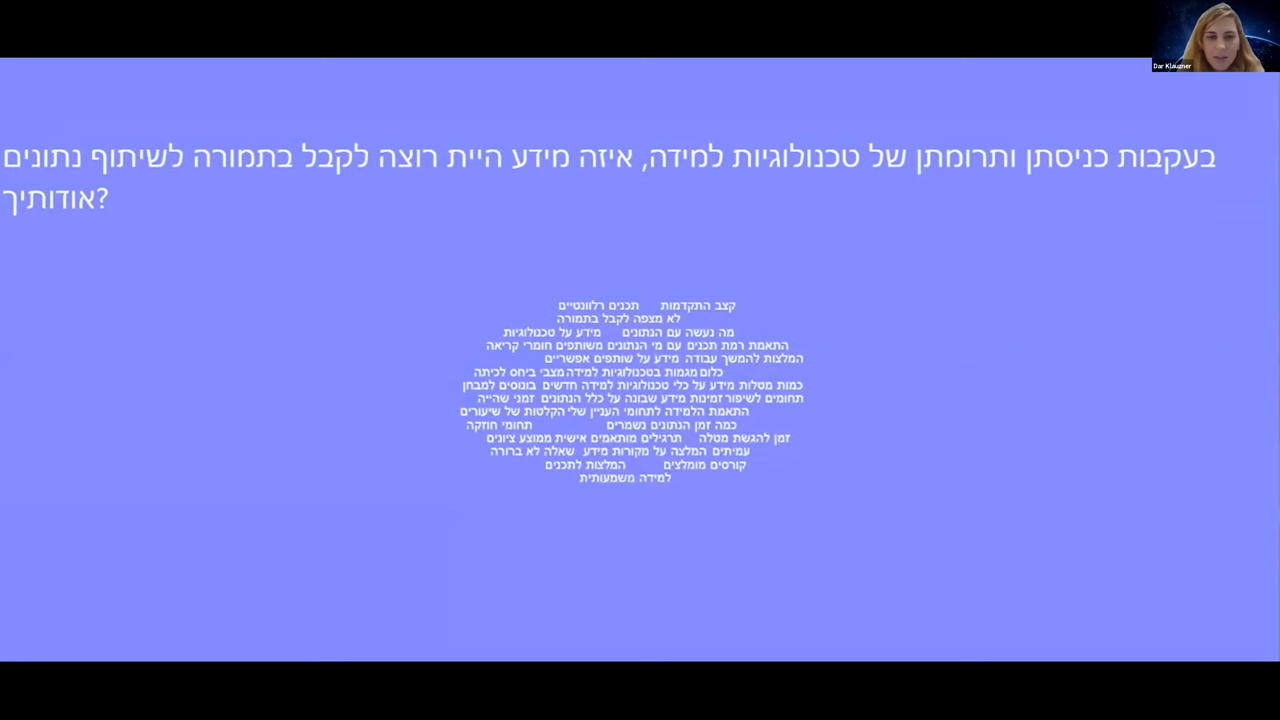 Dar Klauzner
בעקבות כניסתן ותרומתן של טכנולוגיות למידה, איזה מידע היית רוצה לקבל בתמורה לשיתוף נתונים
אודותיך?
קצב התקדמות תכנים רלוונטיים
לא מצפה לקבל בתמורה
מה נעשה עם הנתונים מידע על טכנולוגיות
התאמת רמת תכנים עם מי הנתונים משותפים חומרי קריאה
המלצות להמשך עבודה מידע על שותפים אפשריים
כלום מגמות בטכנולוגיות למידה מצבי ביחס לכיתה
כמות מטלות מידע על כלי טכנולוגיות למידה חדשים בונוסים למבחן
תחומים לשיפור זמינות מידע שבונה על כלל הנתונים זמני שהייה
התאמת הלמידה לתחומי העניין שלי הקלטות של שיעורים
כמה זמן הנתונים נשמרים תחומי חוזקה
זמן להגשת מטלה תרגילים מותאמים אישית ממוצע ציונים
עמיתים המלצה על מקורות מידע שאלה לא ברורה
קורסים מומלצים המלצות לתכנים
למידה משמעותית